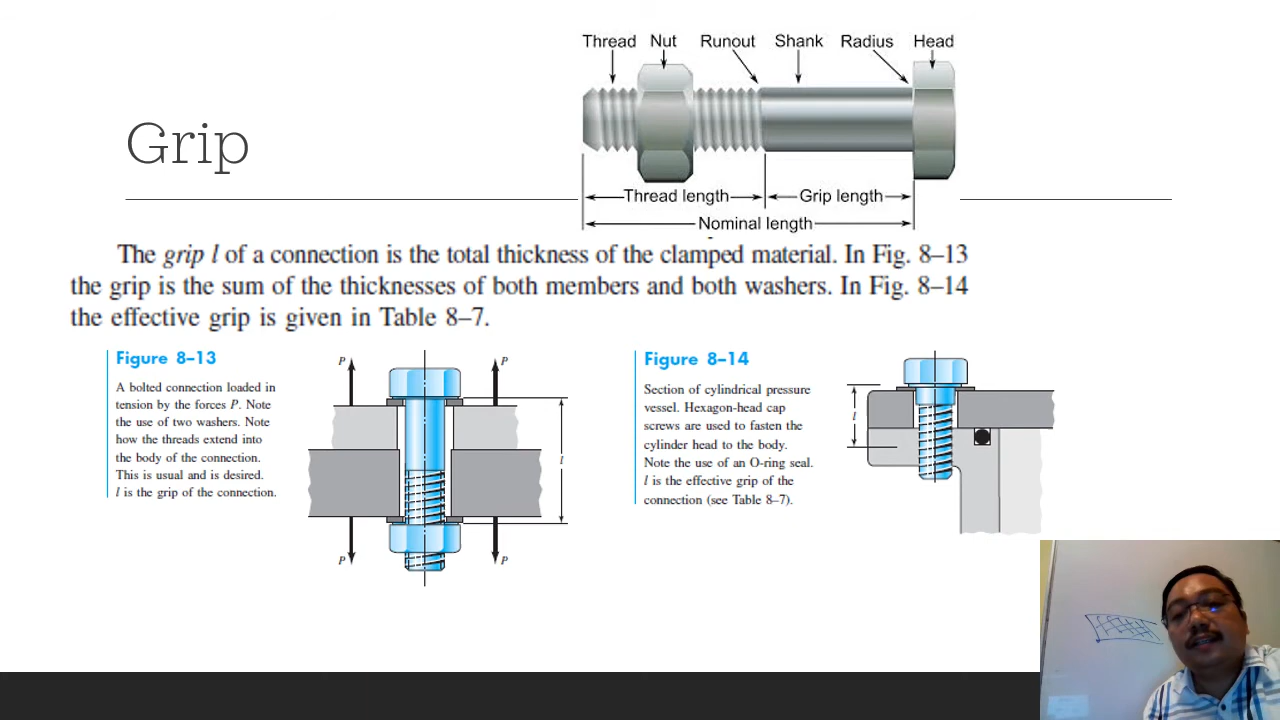 Thread Nut Runout Shank Radius Head
Grip
Thread length Grip length
Nominal length
The grip l of a connection is the total thickness of the clamped material. In Fig. 8–13
the grip is the sum of the thicknesses of both members and both washers. In Fig. 8–14
the effective grip is given in Table 8–7.
Figure 8–13
A bolted connection loaded in
tension by the forces P. Note
the use of two washers. Note
how the threads extend into
the body of the connection.
This is usual and is desired.
l is the grip of the connection.
P P
l
P P
Figure 8–14
Section of cylindrical pressure
vessel. Hexagon-head cap
screws are used to fasten the
cylinder head to the body.
Note the use of an O-ring seal.
l is the effective grip of the
connection (see Table 8–7).
l